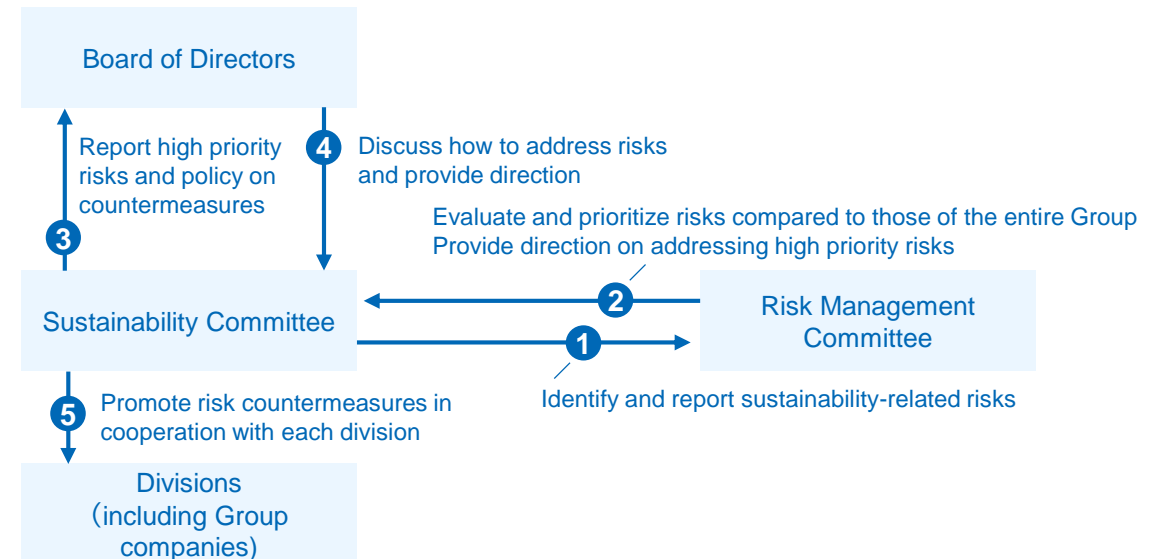 Board of Directors
Report high priority
risks and policy on
countermeasures
4
Discuss how to address risks
and provide direction
3
Evaluate and prioritize risks compared to those of the entire Group
Provide direction on addressing high priority risks
2
Sustainability Committee
Risk Management
Committee
1
Identify and report sustainability-related risks
5
Promote risk countermeasures in
cooperation with each division
Divisions
（including Group
companies)